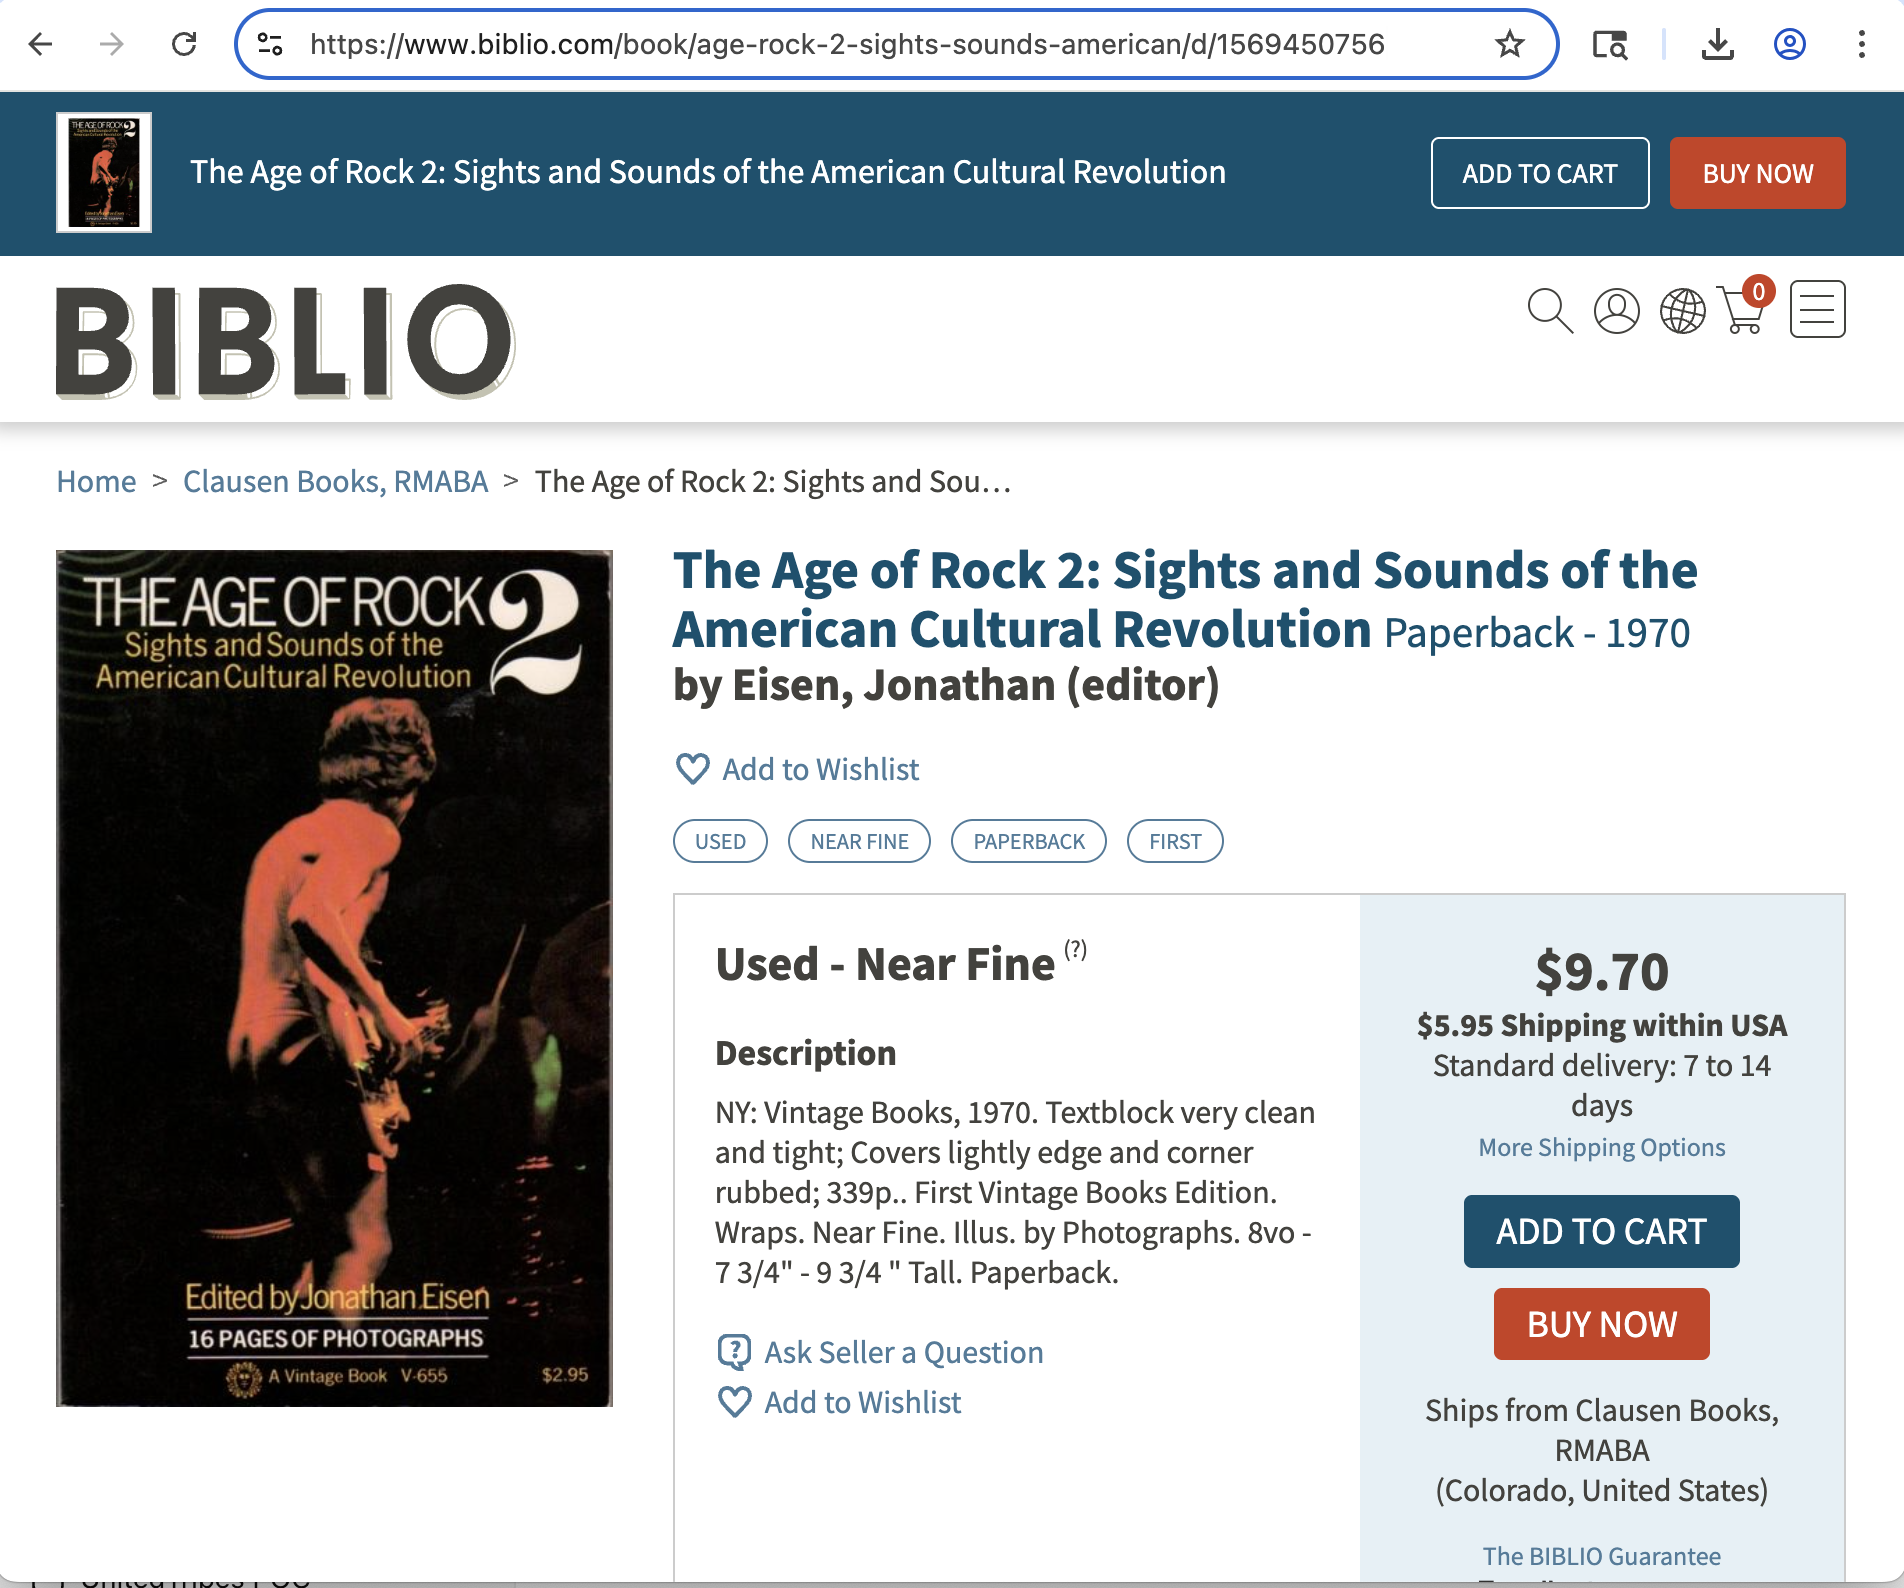 https://www.biblio.com/book/age-rock-2-sights-sounds-american/d/1569450756
The Age of Rock 2: Sights and Sounds of the American Cultural Revolution
ADD TO CART
BUY NOW
BIBLIO
0
Home > Clausen Books, RMABA > The Age of Rock 2: Sights and Sou...
THE AGE OF ROCK 2
Sights and Sounds of the
American Cultural Revolution
Edited by Jonathan Eisen
16 PAGES OF PHOTOGRAPHS
A Vintage Book V-655 $2.95
The Age of Rock 2: Sights and Sounds of the
American Cultural Revolution Paperback - 1970
by Eisen, Jonathan (editor)
Add to Wishlist
USED
NEAR FINE
PAPERBACK
FIRST
Used - Near Fine (?)
Description
NY: Vintage Books, 1970. Textblock very clean
and tight; Covers lightly edge and corner
rubbed; 339p.. First Vintage Books Edition.
Wraps. Near Fine. Illus. by Photographs. 8vo -
7 3/4" - 9 3/4 " Tall. Paperback.
Ask Seller a Question
Add to Wishlist
$9.70
$5.95 Shipping within USA
Standard delivery: 7 to 14
days
More Shipping Options
ADD TO CART
BUY NOW
Ships from Clausen Books,
RMABA
(Colorado, United States)
The BIBLIO Guarantee